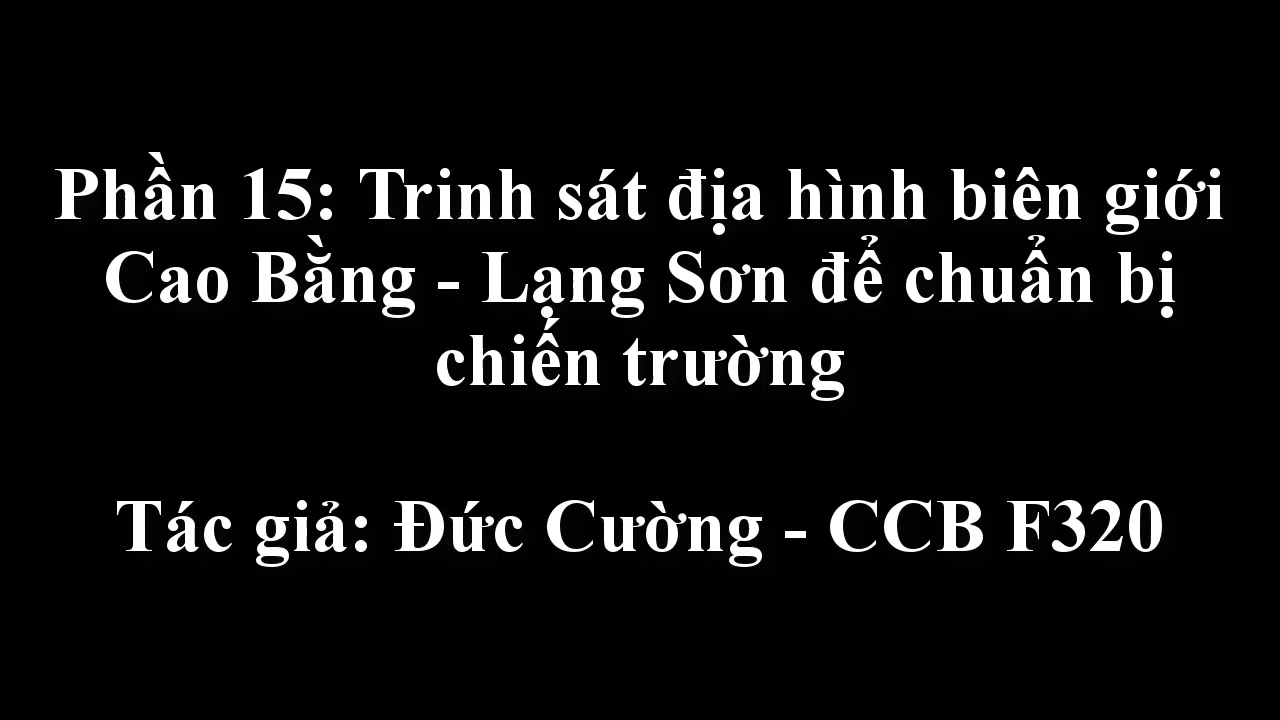 Phần 15: Trinh sát địa hình biên giới
Cao Bằng - Lạng Sơn để chuẩn bị
chiến trường
Tác giả: Đức Cường - CCB F320